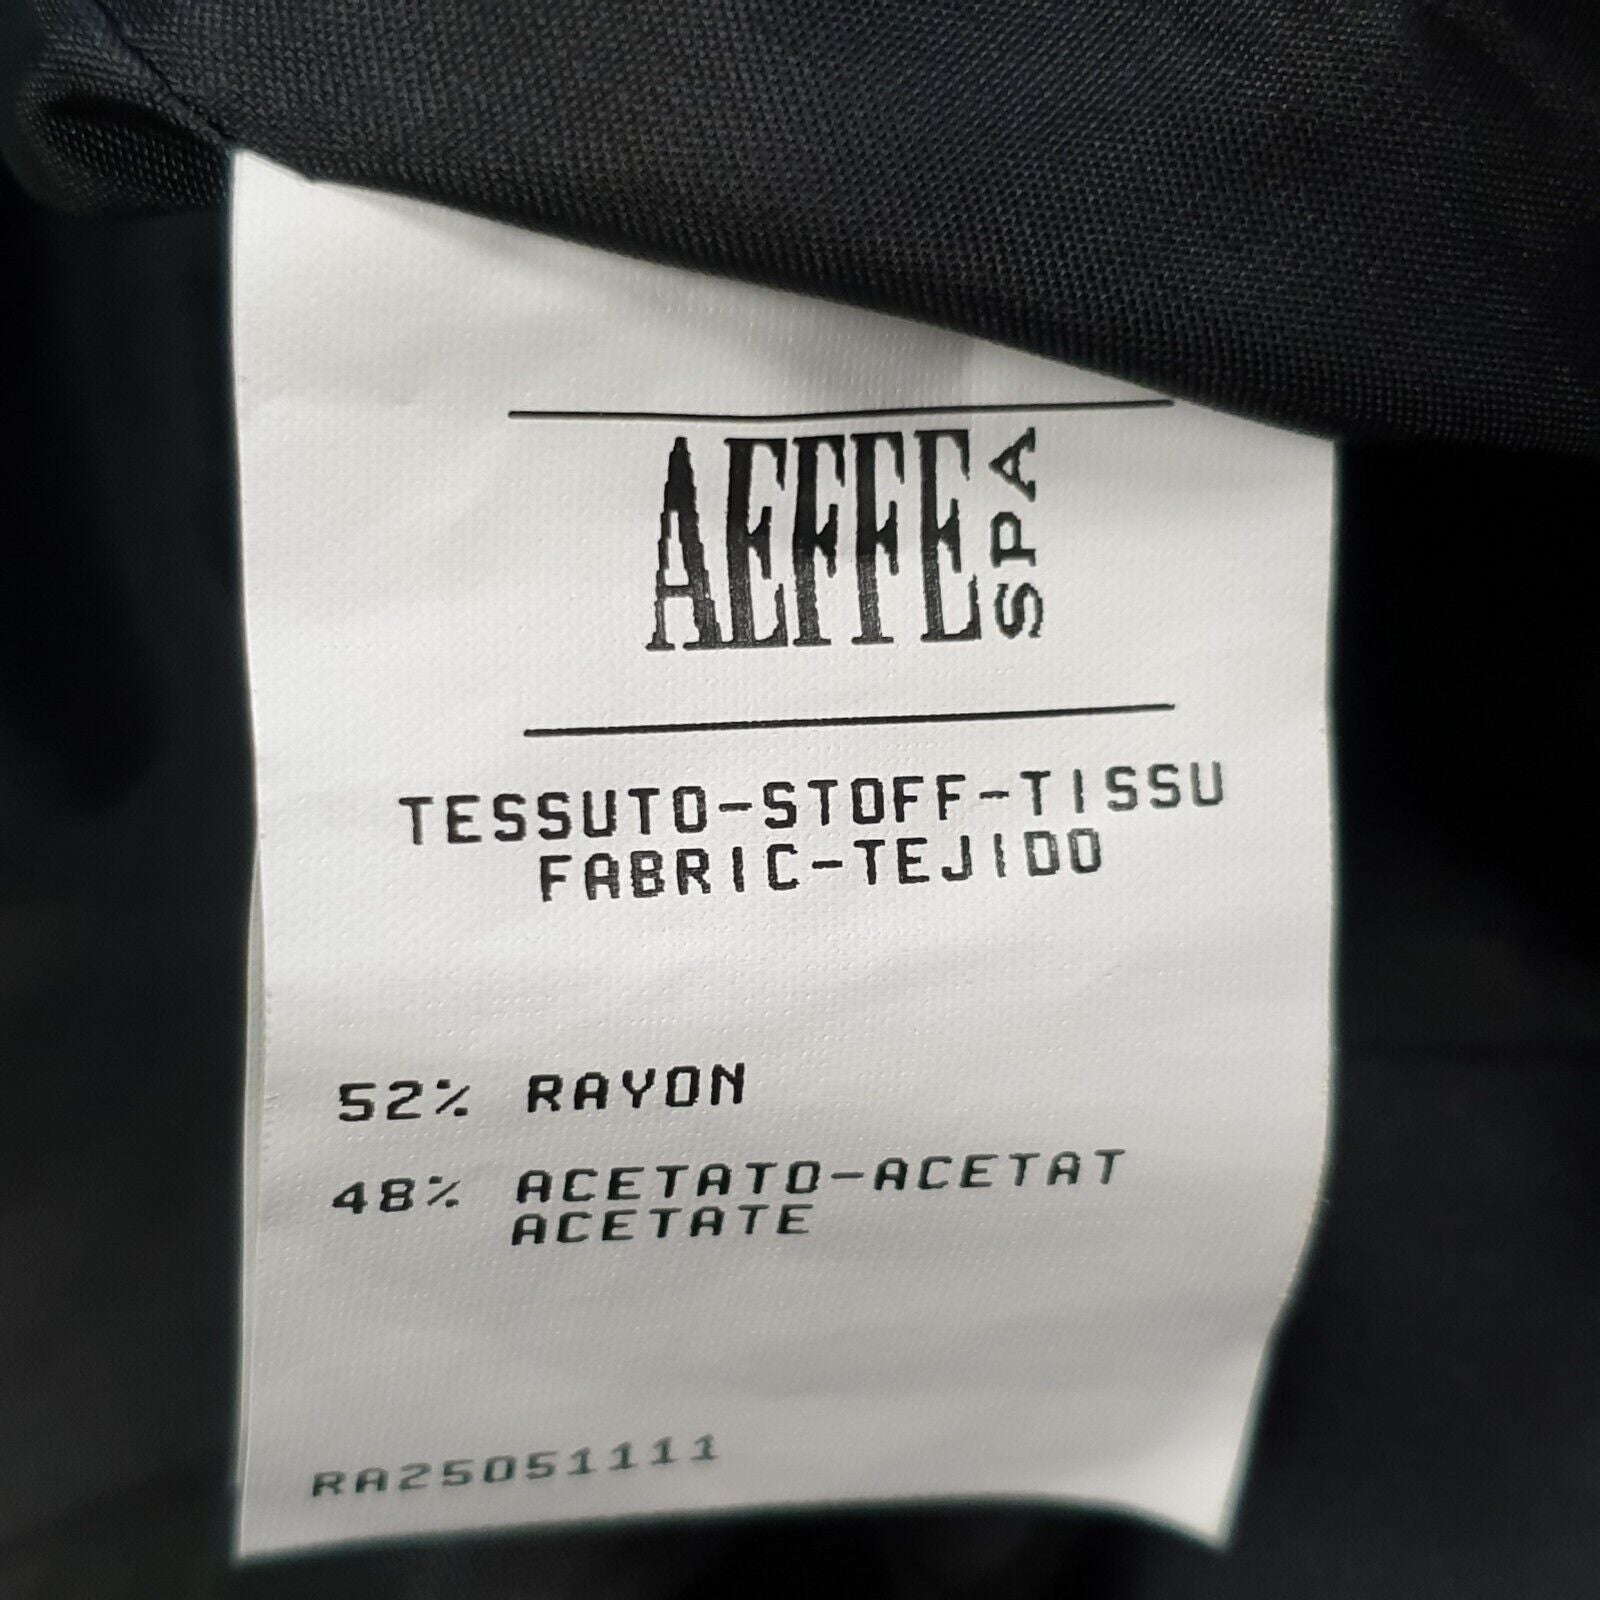 AEFFE SPA
TESSUTO-STOFF-TISSU
FABRIC-TEJIDO
52% RAYON
48% ACETATO-ACETAT
ACETATE
RA25051111